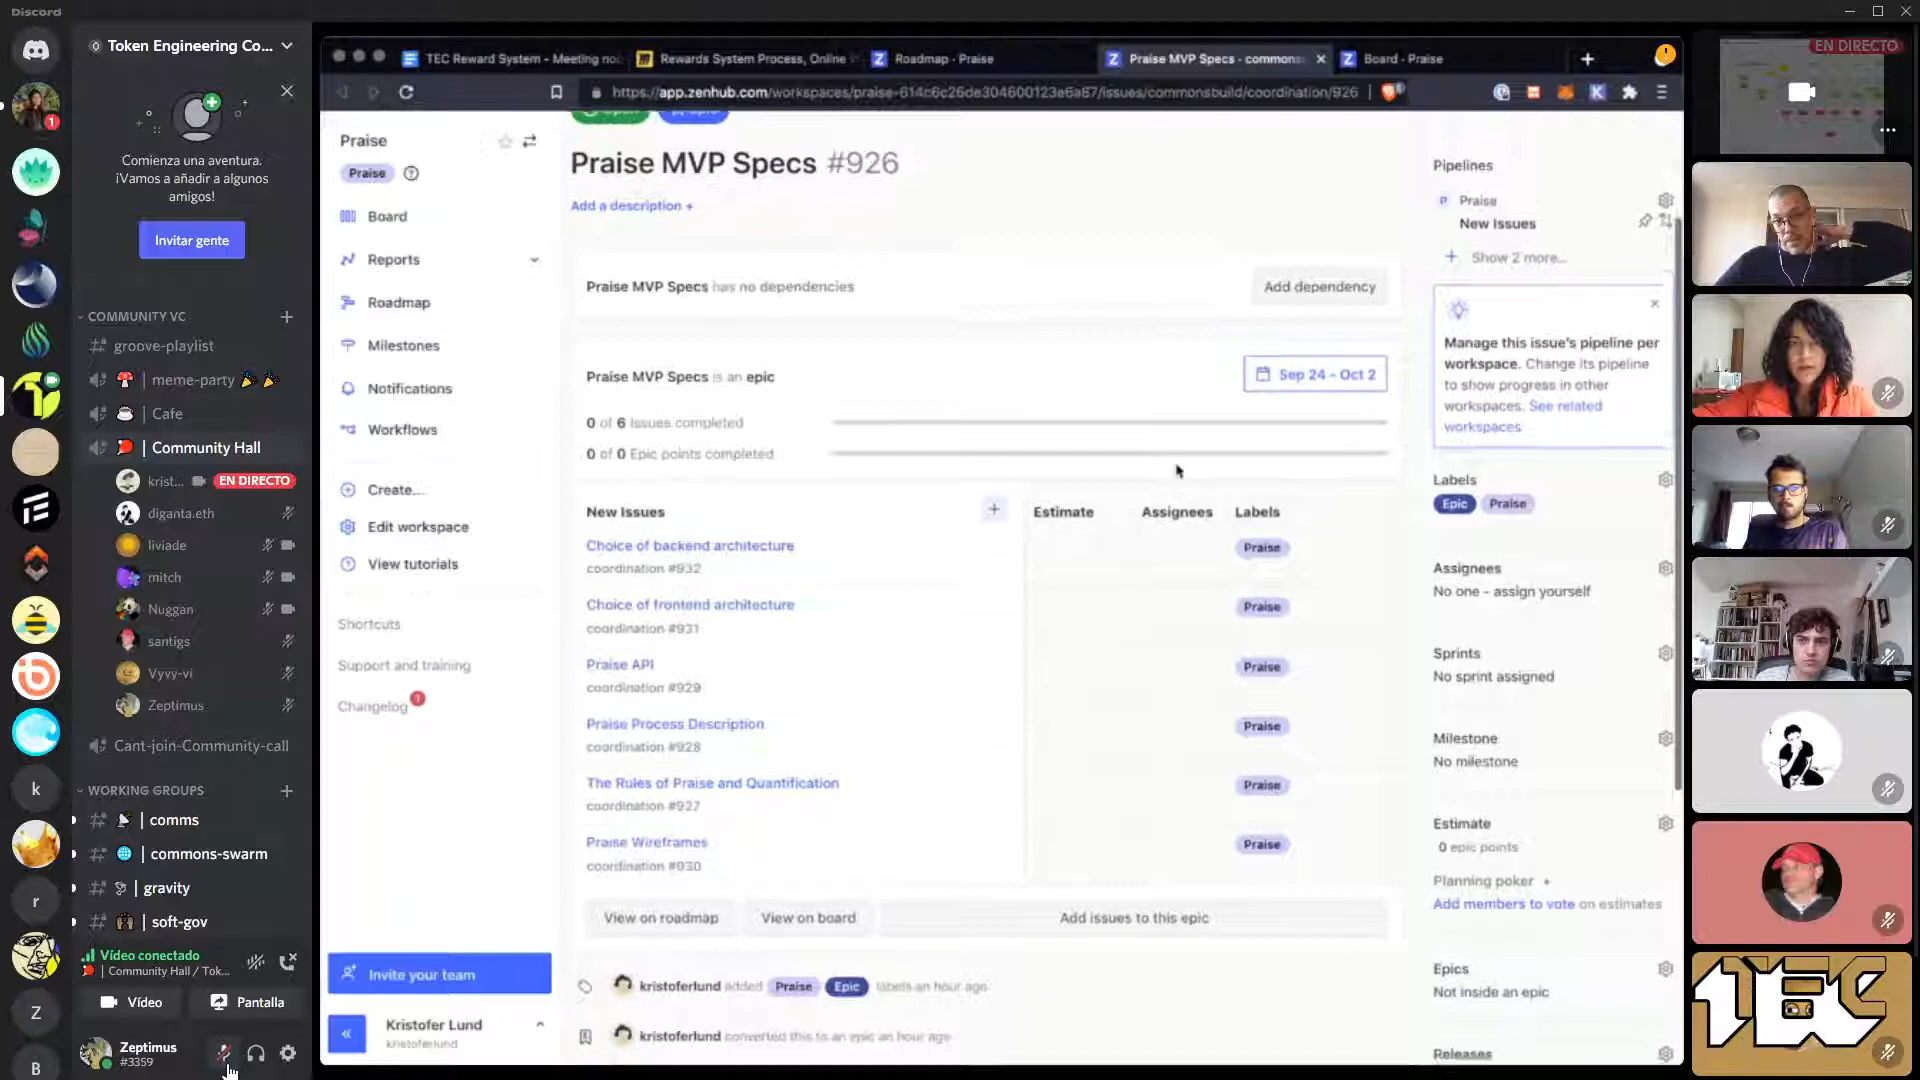 Discord
Token Engineering Co...
Comienza una aventura.
¡Vamos a añadir a algunos
amigos!
Invitar gente
COMMUNITY VC
groove-playlist
meme-party
Cafe
Community Hall
krist... EN DIRECTO
diganta.eth
liviade
mitch
Nuggan
santigs
Vyvy-vi
Zeptimus
Cant-join-Community-call
WORKING GROUPS
comms
commons-swarm
gravity
soft-gov
Vídeo conectado
Community Hall / Tok...
Vídeo
Pantalla
Zeptimus
#3359
1
k
r
Z
B
TEC Reward System - Meeting no
Rewards System Process, Online
Roadmap - Praise
Praise MVP Specs - commons
Board - Praise
https://app.zenhub.com/workspaces/praise-614c6c26de304600123e6a87/issues/commonsbuild/coordination/926
Praise
Praise
Board
Reports
Roadmap
Milestones
Notifications
Workflows
Create...
Edit workspace
View tutorials
Shortcuts
Support and training
Changelog
1
Invite your team
Kristofer Lund
kristoferlund
Praise MVP Specs #926
Add a description +
Praise MVP Specs has no dependencies
Add dependency
Praise MVP Specs is an epic
Sep 24 - Oct 2
0 of 6 Issues completed
0 of 0 Epic points completed
New Issues Estimate Assignees Labels
Choice of backend architecture Praise
coordination #932
Choice of frontend architecture Praise
coordination #931
Praise API Praise
coordination #929
Praise Process Description Praise
coordination #928
The Rules of Praise and Quantification Praise
coordination #927
Praise Wireframes Praise
coordination #930
View on roadmap
View on board
Add issues to this epic
kristoferlund added Praise Epic labels an hour ago
kristoferlund converted this to an epic an hour ago
Pipelines
P Praise
New Issues
+ Show 2 more...
Manage this issue's pipeline per
workspace. Change its pipeline
to show progress in other
workspaces. See related
workspaces
Labels
Epic Praise
Assignees
No one - assign yourself
Sprints
No sprint assigned
Milestone
No milestone
Estimate
0 epic points
Planning poker +
Add members to vote on estimates
Epics
Not inside an epic
Releases
EN DIRECTO
TEC